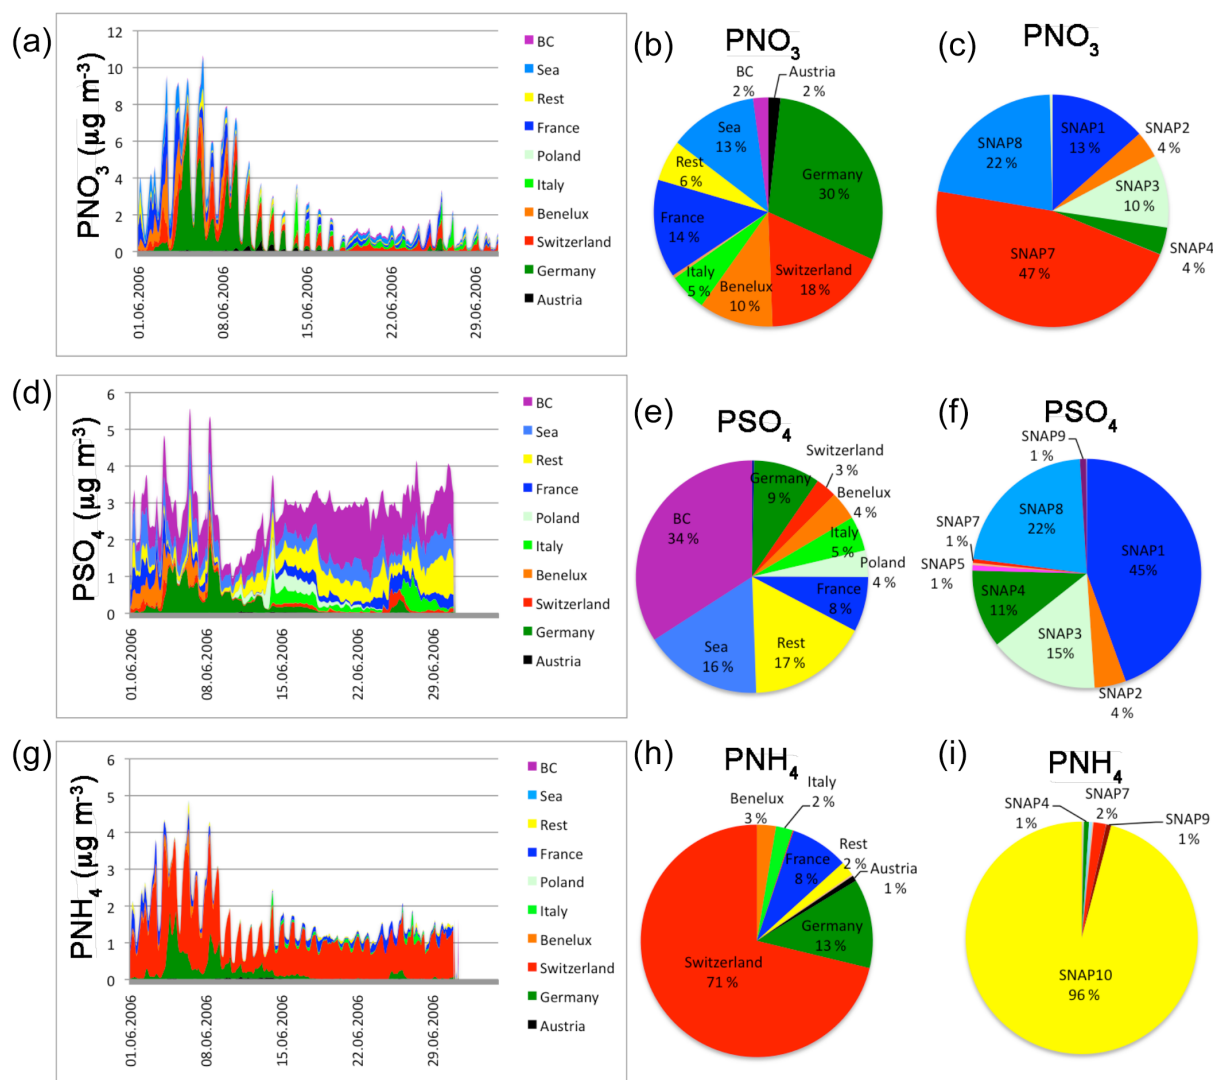 (a)
PNO3 (μg m-3)
12
10
8
6
4
2
0
01.06.2006
08.06.2006
15.06.2006
22.06.2006
29.06.2006
BC
Sea
Rest
France
Poland
Italy
Benelux
Switzerland
Germany
Austria
(b)
PNO3
BC
2 %
Austria
2 %
Sea
13 %
Germany
30 %
Rest
6 %
France
14 %
Italy
5 %
Benelux
10 %
Switzerland
18 %
(c)
PNO3
SNAP1
13 %
SNAP2
4 %
SNAP8
22 %
SNAP3
10 %
SNAP4
4 %
SNAP7
47 %
(d)
PSO4 (μg m-3)
6
5
4
3
2
1
0
01.06.2006
08.06.2006
15.06.2006
22.06.2006
29.06.2006
BC
Sea
Rest
France
Poland
Italy
Benelux
Switzerland
Germany
Austria
(e)
PSO4
Switzerland
3 %
Germany
9 %
Benelux
4 %
BC
34 %
Italy
5 %
Poland
4 %
France
8 %
Rest
17 %
Sea
16 %
(f)
PSO4
SNAP9
1 %
SNAP8
22%
SNAP1
45%
SNAP7
1 %
SNAP5
1 %
SNAP4
11%
SNAP3
15%
SNAP2
4 %
(g)
PNH4 (μg m-3)
6
5
4
3
2
1
0
01.06.2006
08.06.2006
15.06.2006
22.06.2006
29.06.2006
BC
Sea
Rest
France
Poland
Italy
Benelux
Switzerland
Germany
Austria
(h)
PNH4
Italy
2 %
Benelux
3 %
France
8 %
Rest
2 %
Austria
1 %
Germany
13 %
Switzerland
71 %
(i)
PNH4
SNAP4
1 %
SNAP7
2 %
SNAP9
1 %
SNAP10
96 %